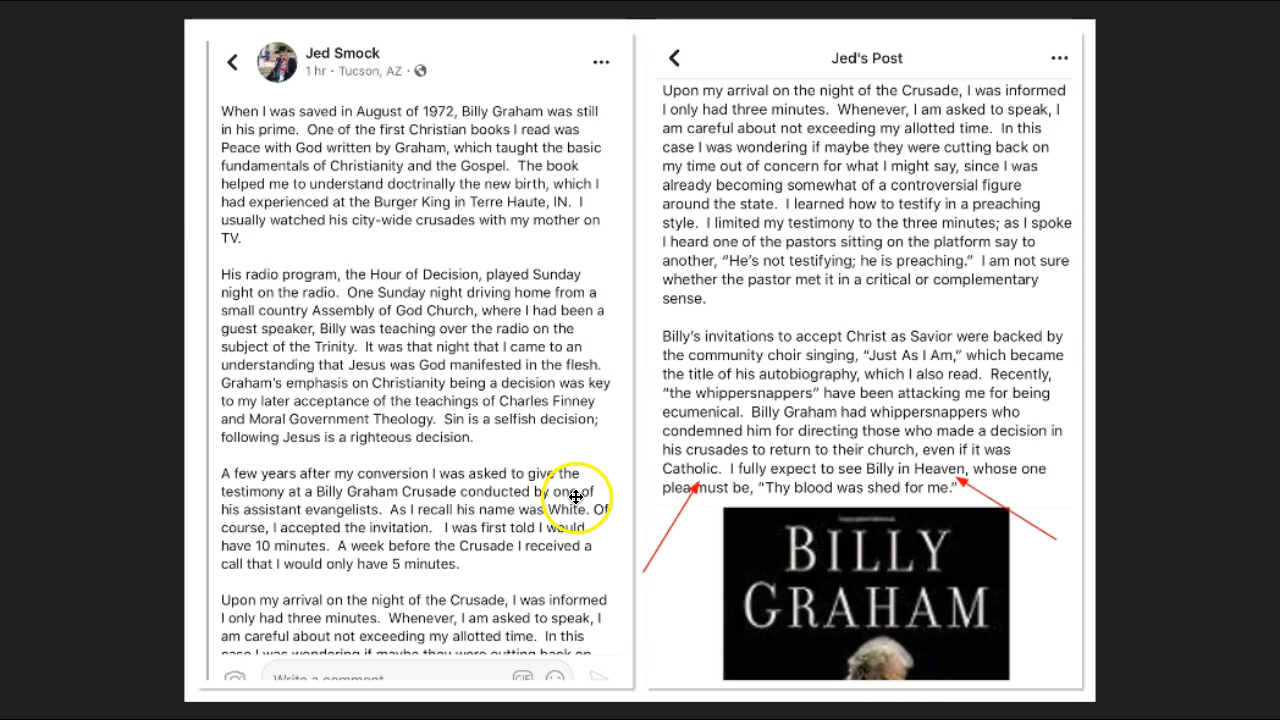 Jed Smock
1 hr · Tucson, AZ ·
When I was saved in August of 1972, Billy Graham was still
in his prime.  One of the first Christian books I read was
Peace with God written by Graham, which taught the basic
fundamentals of Christianity and the Gospel.  The book
helped me to understand doctrinally the new birth, which I
had experienced at the Burger King in Terre Haute, IN.  I
usually watched his city-wide crusades with my mother on
TV.
His radio program, the Hour of Decision, played Sunday
night on the radio.  One Sunday night driving home from a
small country Assembly of God Church, where I had been a
guest speaker, Billy was teaching over the radio on the
subject of the Trinity.  It was that night that I came to an
understanding that Jesus was God manifested in the flesh.
Graham's emphasis on Christianity being a decision was key
to my later acceptance of the teachings of Charles Finney
and Moral Government Theology.  Sin is a selfish decision;
following Jesus is a righteous decision.
A few years after my conversion I was asked to give the
testimony at a Billy Graham Crusade conducted by one of
his assistant evangelists.  As I recall his name was White. Of
course, I accepted the invitation.   I was first told I would
have 10 minutes.  A week before the Crusade I received a
call that I would only have 5 minutes.
Upon my arrival on the night of the Crusade, I was informed
I only had three minutes.  Whenever, I am asked to speak, I
am careful about not exceeding my allotted time.  In this
case I was wondering if maybe they were cutting back on
Write a comment
GIF
Jed's Post
Upon my arrival on the night of the Crusade, I was informed
I only had three minutes.  Whenever, I am asked to speak, I
am careful about not exceeding my allotted time.  In this
case I was wondering if maybe they were cutting back on
my time out of concern for what I might say, since I was
already becoming somewhat of a controversial figure
around the state.  I learned how to testify in a preaching
style.  I limited my testimony to the three minutes; as I spoke
I heard one of the pastors sitting on the platform say to
another, “He's not testifying; he is preaching.”  I am not sure
whether the pastor met it in a critical or complementary
sense.
Billy's invitations to accept Christ as Savior were backed by
the community choir singing, “Just As I Am,” which became
the title of his autobiography, which I also read.  Recently,
“the whippersnappers” have been attacking me for being
ecumenical.  Billy Graham had whippersnappers who
condemned him for directing those who made a decision in
his crusades to return to their church, even if it was
Catholic.  I fully expect to see Billy in Heaven, whose one
plea must be, “Thy blood was shed for me.”
BILLY
GRAHAM